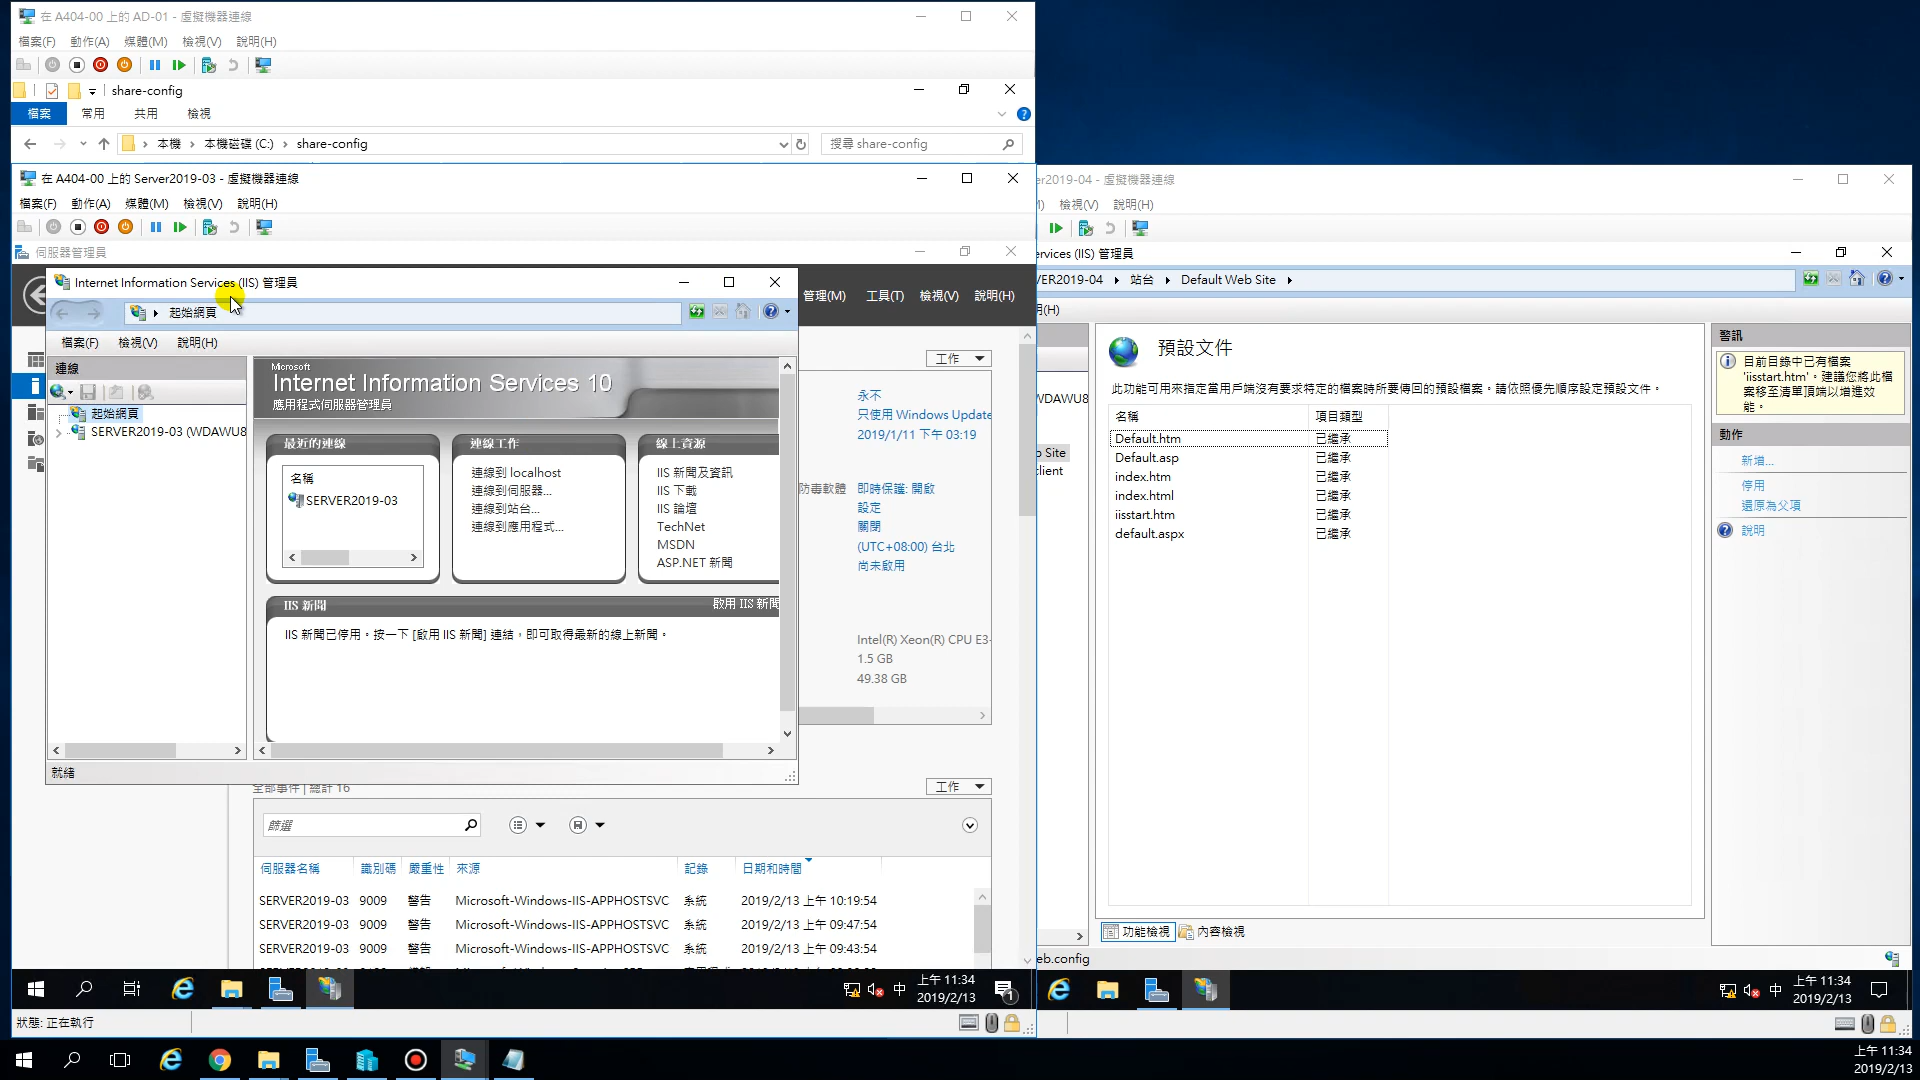 在 A404-00 上的 AD-01 - 虛擬機器連線
檔案(F) 動作(A) 媒體(M) 檢視(V) 說明(H)
share-config
檔案 常用 共用 檢視
本機 本機磁碟 (C:) share-config
搜尋 share-config
在 A404-00 上的 Server2019-03 - 虛擬機器連線
檔案(F) 動作(A) 媒體(M) 檢視(V) 說明(H)
伺服器管理員
管理(M) 工具(T) 檢視(V) 說明(H)
Internet Information Services (IIS) 管理員
起始網頁
檔案(F) 檢視(V) 說明(H)
連線
起始網頁
SERVER2019-03 (WDAWU8
Microsoft
Internet Information Services 10
應用程式伺服器管理員
最近的連線
名稱
SERVER2019-03
連線工作
連線到 localhost
連線到伺服器...
連線到站台...
連線到應用程式...
線上資源
IIS 新聞及資訊
IIS 下載
IIS 論壇
TechNet
MSDN
ASP.NET 新聞
IIS 新聞
啟用 IIS 新聞
IIS 新聞已停用。按一下 [啟用 IIS 新聞] 連結，即可取得最新的線上新聞。
就緒
工作
永不
只使用 Windows Update
2019/1/11 下午 03:19
防毒軟體 即時保護: 開啟
設定
關閉
(UTC+08:00) 台北
尚未啟用
Intel(R) Xeon(R) CPU E3-
1.5 GB
49.38 GB
全部事件 | 總計 16
工作
篩選
伺服器名稱 識別碼 嚴重性 來源 記錄 日期和時間
SERVER2019-03 9009 警告 Microsoft-Windows-IIS-APPHOSTSVC 系統 2019/2/13 上午 10:19:54
SERVER2019-03 9009 警告 Microsoft-Windows-IIS-APPHOSTSVC 系統 2019/2/13 上午 09:47:54
SERVER2019-03 9009 警告 Microsoft-Windows-IIS-APPHOSTSVC 系統 2019/2/13 上午 09:43:54
中
上午 11:34
2019/2/13
1
狀態: 正在執行
er2019-04 - 虛擬機器連線
檢視(V) 說明(H)
ervices (IIS) 管理員
VER2019-04 站台 Default Web Site
明(H)
WDAWU8
b Site
client
預設文件
此功能可用來指定當用戶端沒有要求特定的檔案時所要傳回的預設檔案。請依照優先順序設定預設文件。
名稱 項目類型
Default.htm 已繼承
Default.asp 已繼承
index.htm 已繼承
index.html 已繼承
iisstart.htm 已繼承
default.aspx 已繼承
功能檢視 內容檢視
警訊
目前目錄中已有檔案
'iisstart.htm'。建議您將此檔
案移至清單頂端以增進效
能。
動作
新增...
停用
還原為父項
說明
eb.config
中
上午 11:34
2019/2/13
上午 11:34
2019/2/13